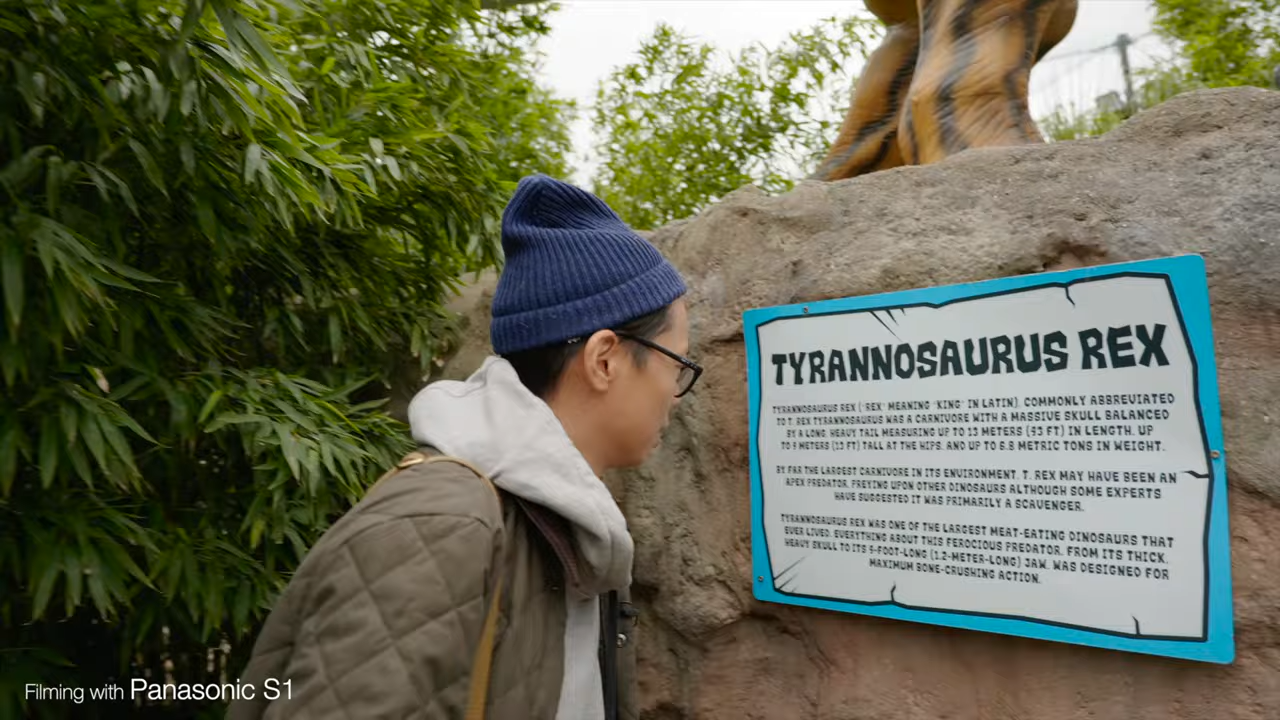 TYRANNOSAURUS REX
TYRANNOSAURUS REX ('REX' MEANING 'KING' IN LATIN), COMMONLY ABBREVIATED
TO T. REX TYRANNOSAURUS WAS A CARNIVORE WITH A MASSIVE SKULL BALANCED
BY A LONG, HEAVY TAIL MEASURING UP TO 13 METERS (43 FT) IN LENGTH, UP
TO 4 METERS (13 FT) TALL AT THE HIPS, AND UP TO 6.8 METRIC TONS IN WEIGHT.
BY FAR THE LARGEST CARNIVORE IN ITS ENVIRONMENT, T. REX MAY HAVE BEEN AN
APEX PREDATOR, PREYING UPON OTHER DINOSAURS ALTHOUGH SOME EXPERTS
HAVE SUGGESTED IT WAS PRIMARILY A SCAVENGER.
TYRANNOSAURUS REX WAS ONE OF THE LARGEST MEAT-EATING DINOSAURS THAT
EVER LIVED. EVERYTHING ABOUT THIS FEROCIOUS PREDATOR, FROM ITS THICK,
HEAVY SKULL TO ITS 4-FOOT-LONG (1.2-METER-LONG) JAW, WAS DESIGNED FOR
MAXIMUM BONE-CRUSHING ACTION.
Filming with Panasonic S1